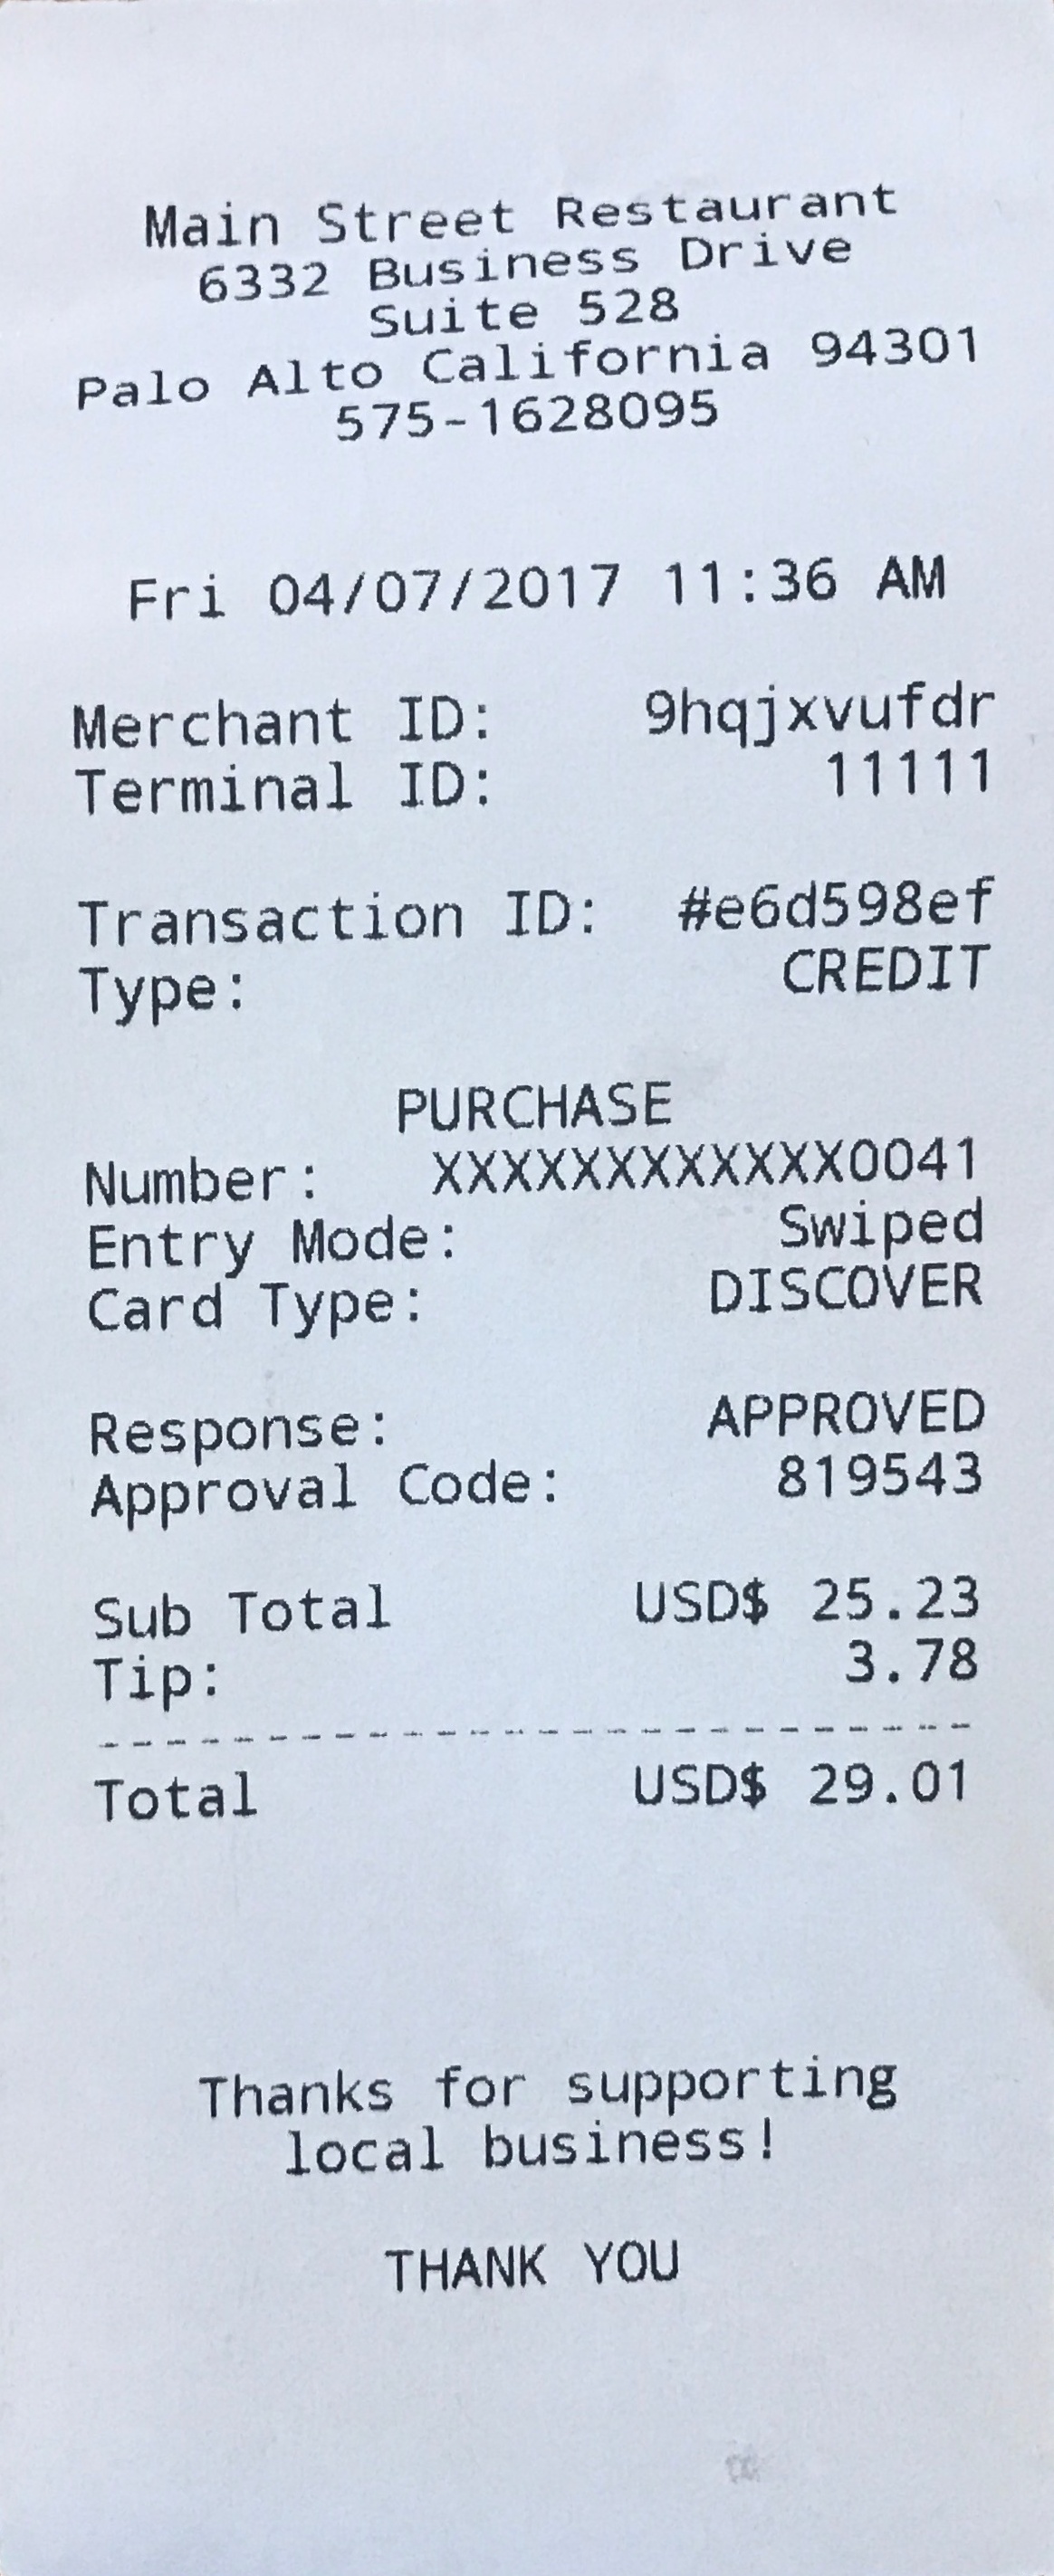 Main Street Restaurant
6332 Business Drive
Suite 528
Palo Alto California 94301
575-1628095
Fri 04/07/2017 11:36 AM
Merchant ID: 9hqjxvufdr
Terminal ID: 11111
Transaction ID: #e6d598ef
Type: CREDIT
PURCHASE
Number: XXXXXXXXXXXX0041
Entry Mode: Swiped
Card Type: DISCOVER
Response: APPROVED
Approval Code: 819543
Sub Total USD$ 25.23
Tip: 3.78
--------------------------
Total USD$ 29.01
Thanks for supporting
local business!
THANK YOU